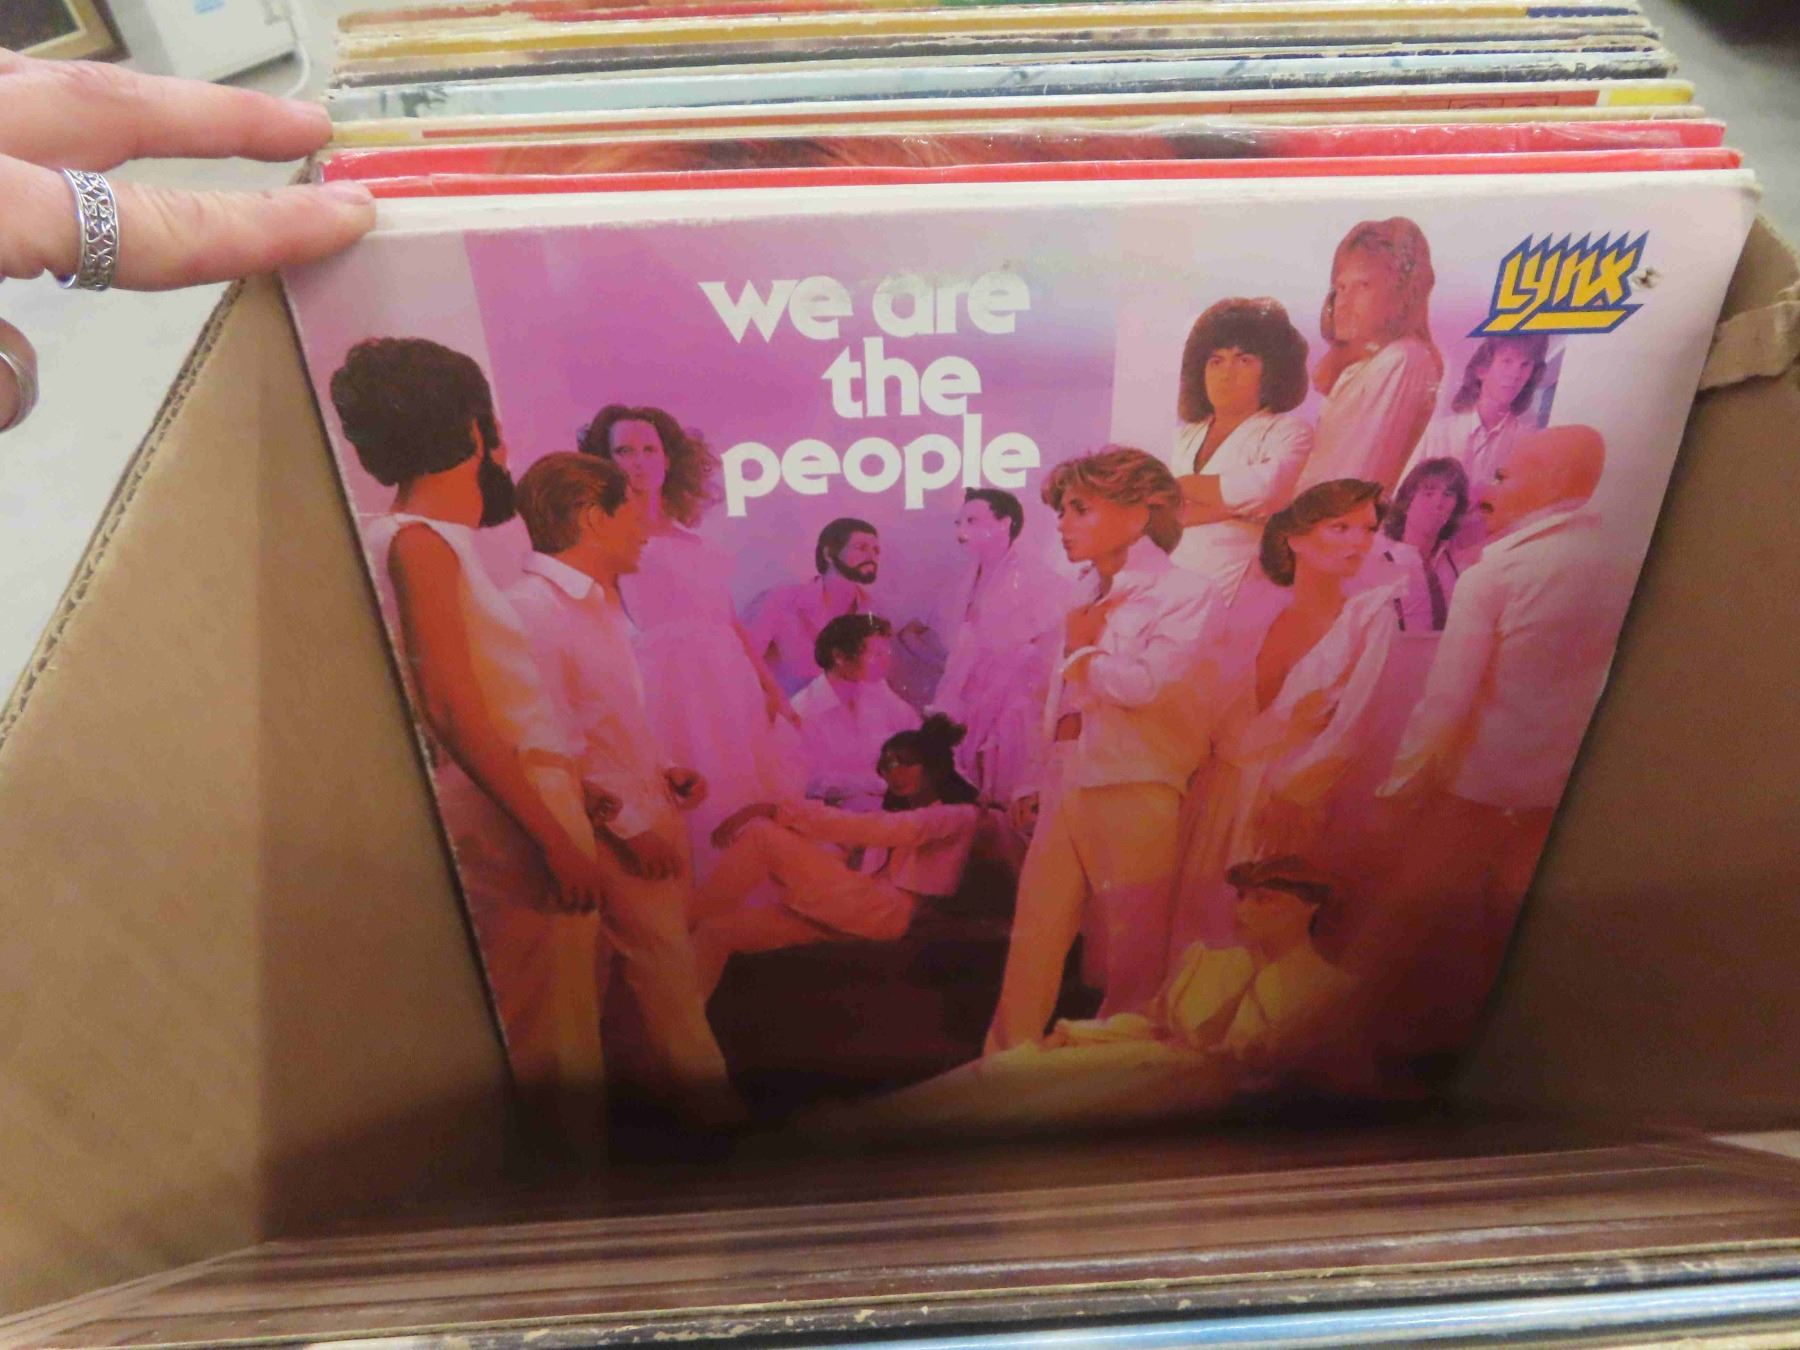 we are
the
people
Lynx